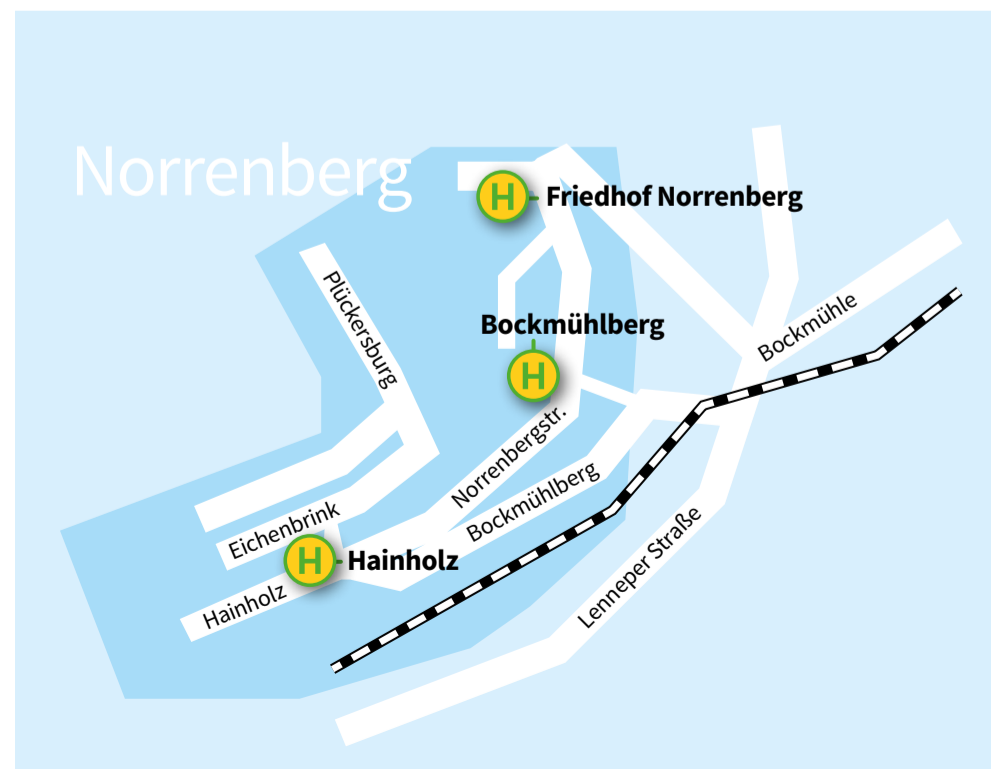 Norrenberg
H
Friedhof Norrenberg
Plückersburg
Bockmühle
Bockmühlberg
H
Norrenbergstr.
Bockmühlberg
Eichenbrink
H
Hainholz
Hainholz
Lenneper Straße